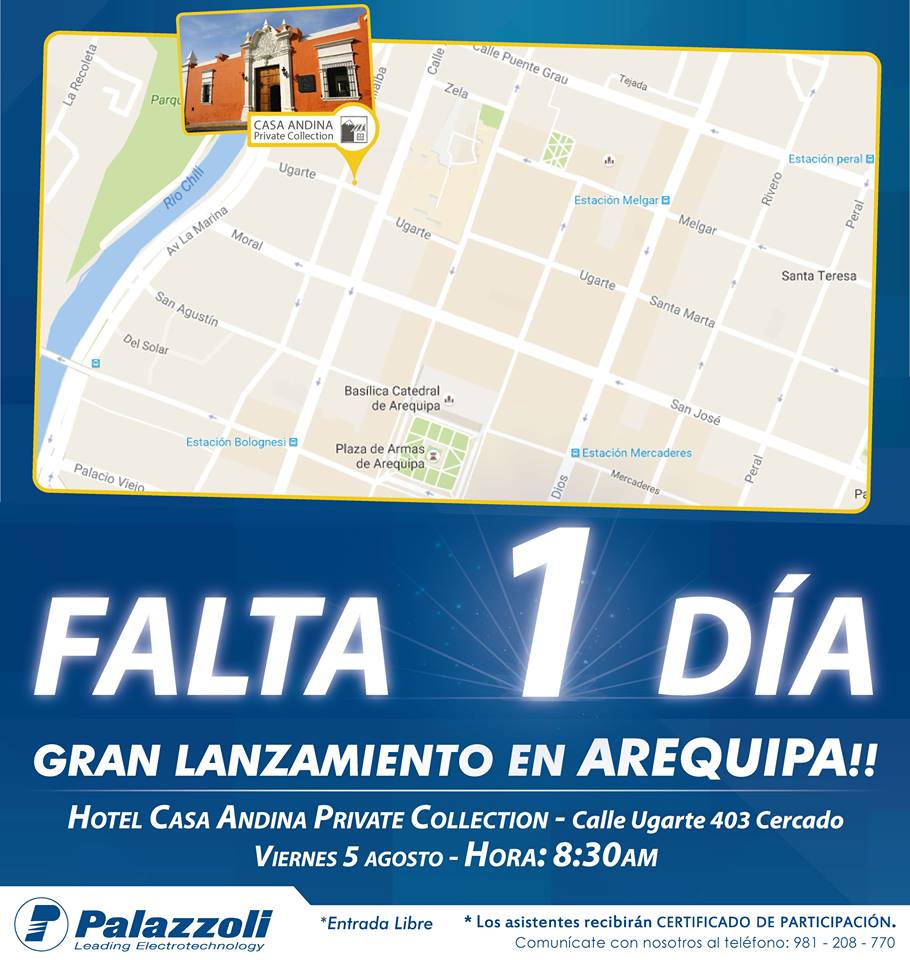 La Recoleta
Parqu
Río Chili
Av La Marina
CASA ANDINA
Private Collection
Calle
Zela
Calle Puente Grau
Tejada
Estación peral
Ugarte
Ugarte
Estación Melgar
Melgar
Rivero
Peral
Moral
Ugarte
Santa Marta
Santa Teresa
San Agustín
Del Solar
Basílica Catedral
de Arequipa
San José
Estación Bolognesi
Plaza de Armas
de Arequipa
Estación Mercaderes
Mercaderes
Peral
Dios
Palacio Viejo
Pa
FALTA 1 DÍA
GRAN LANZAMIENTO EN AREQUIPA!!
HOTEL CASA ANDINA PRIVATE COLLECTION - Calle Ugarte 403 Cercado
VIERNES 5 AGOSTO - HORA: 8:30AM
Palazzoli
Leading Electrotechnology
*Entrada Libre
* Los asistentes recibirán CERTIFICADO DE PARTICIPACIÓN.
Comunícate con nosotros al teléfono: 981 - 208 - 770